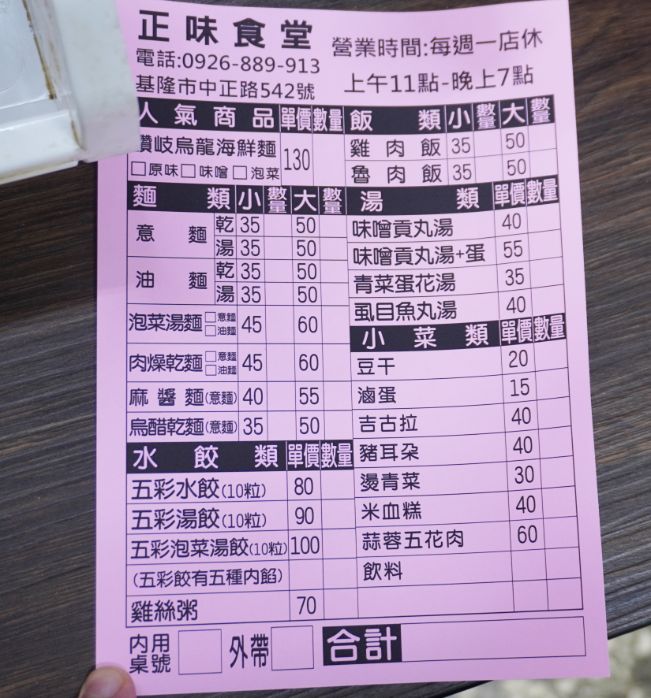 正味食堂
營業時間:每週一店休
電話:0926-889-913
上午11點-晚上7點
基隆市中正路542號
人氣商品 單價 數量
讚岐烏龍海鮮麵 130
□原味□味噌□泡菜
麵類 小 數量 大 數量
意麵 乾 35 50
湯 35 50
油麵 乾 35 50
湯 35 50
泡菜湯麵 □意麵 □油麵 45 60
肉燥乾麵 □意麵 □油麵 45 60
麻醬麵(意麵) 40 55
烏醋乾麵(意麵) 35 50
水餃類 單價 數量
五彩水餃(10粒) 80
五彩湯餃(10粒) 90
五彩泡菜湯餃(10粒) 100
(五彩餃有五種內餡)
雞絲粥 70
飯類 小 數量 大 數量
雞肉飯 35 50
魯肉飯 35 50
湯類 單價 數量
味噌貢丸湯 40
味噌貢丸湯+蛋 55
青菜蛋花湯 35
虱目魚丸湯 40
小菜類 單價 數量
豆干 20
滷蛋 15
吉古拉 40
豬耳朵 40
燙青菜 30
米血糕 40
蒜蓉五花肉 60
飲料
內用桌號 外帶 合計